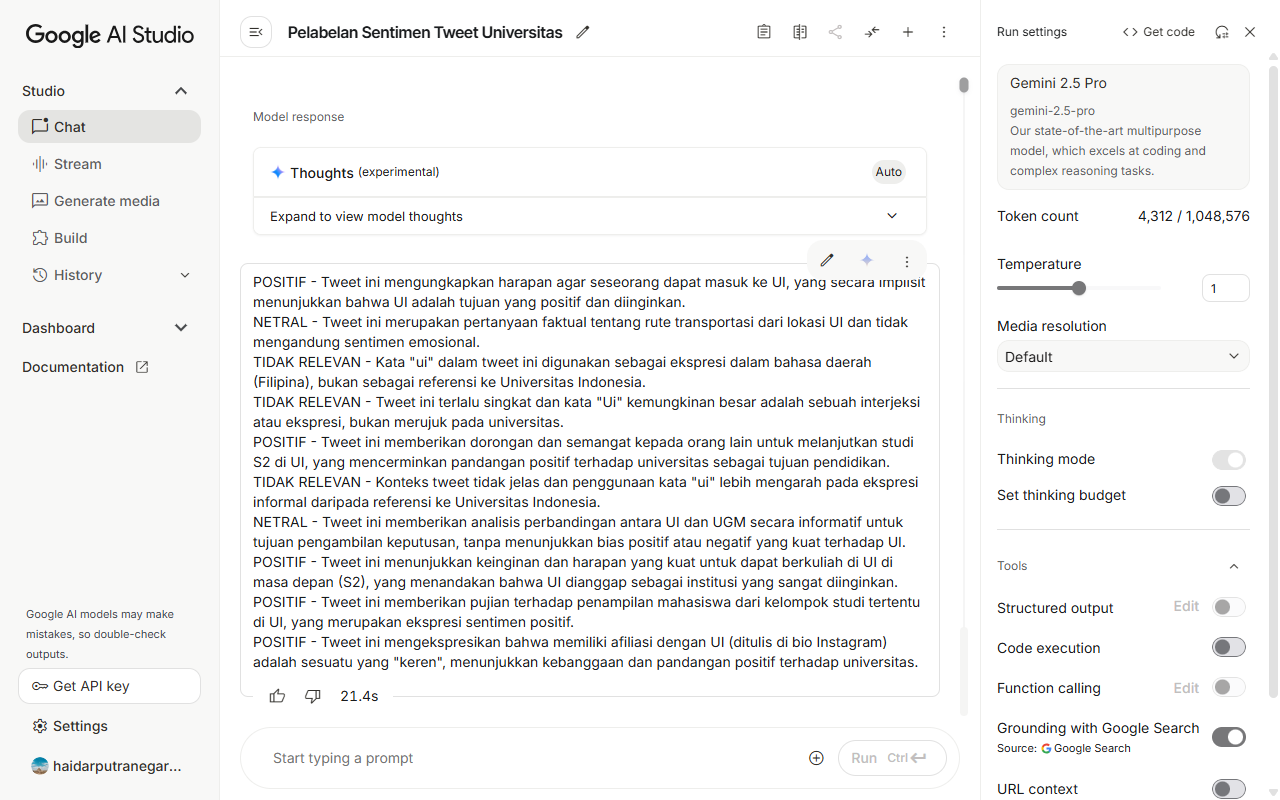 Google AI Studio
Studio
Chat
Stream
Generate media
Build
History
Dashboard
Documentation
Google AI models may make
mistakes, so double-check
outputs.
Get API key
Settings
haidarputranegar...
Pelabelan Sentimen Tweet Universitas
Model response
Thoughts (experimental)
Auto
Expand to view model thoughts
POSITIF - Tweet ini mengungkapkan harapan agar seseorang dapat masuk ke UI, yang secara implisit
menunjukkan bahwa UI adalah tujuan yang positif dan diinginkan.
NETRAL - Tweet ini merupakan pertanyaan faktual tentang rute transportasi dari lokasi UI dan tidak
mengandung sentimen emosional.
TIDAK RELEVAN - Kata "ui" dalam tweet ini digunakan sebagai ekspresi dalam bahasa daerah
(Filipina), bukan sebagai referensi ke Universitas Indonesia.
TIDAK RELEVAN - Tweet ini terlalu singkat dan kata "Ui" kemungkinan besar adalah sebuah interjeksi
atau ekspresi, bukan merujuk pada universitas.
POSITIF - Tweet ini memberikan dorongan dan semangat kepada orang lain untuk melanjutkan studi
S2 di UI, yang mencerminkan pandangan positif terhadap universitas sebagai tujuan pendidikan.
TIDAK RELEVAN - Konteks tweet tidak jelas dan penggunaan kata "ui" lebih mengarah pada ekspresi
informal daripada referensi ke Universitas Indonesia.
NETRAL - Tweet ini memberikan analisis perbandingan antara UI dan UGM secara informatif untuk
tujuan pengambilan keputusan, tanpa menunjukkan bias positif atau negatif yang kuat terhadap UI.
POSITIF - Tweet ini menunjukkan keinginan dan harapan yang kuat untuk dapat berkuliah di UI di
masa depan (S2), yang menandakan bahwa UI dianggap sebagai institusi yang sangat diinginkan.
POSITIF - Tweet ini memberikan pujian terhadap penampilan mahasiswa dari kelompok studi tertentu
di UI, yang merupakan ekspresi sentimen positif.
POSITIF - Tweet ini mengekspresikan bahwa memiliki afiliasi dengan UI (ditulis di bio Instagram)
adalah sesuatu yang "keren", menunjukkan kebanggaan dan pandangan positif terhadap universitas.
21.4s
Start typing a prompt
Run Ctrl
Run settings
Get code
Gemini 2.5 Pro
gemini-2.5-pro
Our state-of-the-art multipurpose
model, which excels at coding and
complex reasoning tasks.
Token count 4,312 / 1,048,576
Temperature
1
Media resolution
Default
Thinking
Thinking mode
Set thinking budget
Tools
Structured output Edit
Code execution
Function calling Edit
Grounding with Google Search
Source: Google Search
URL context